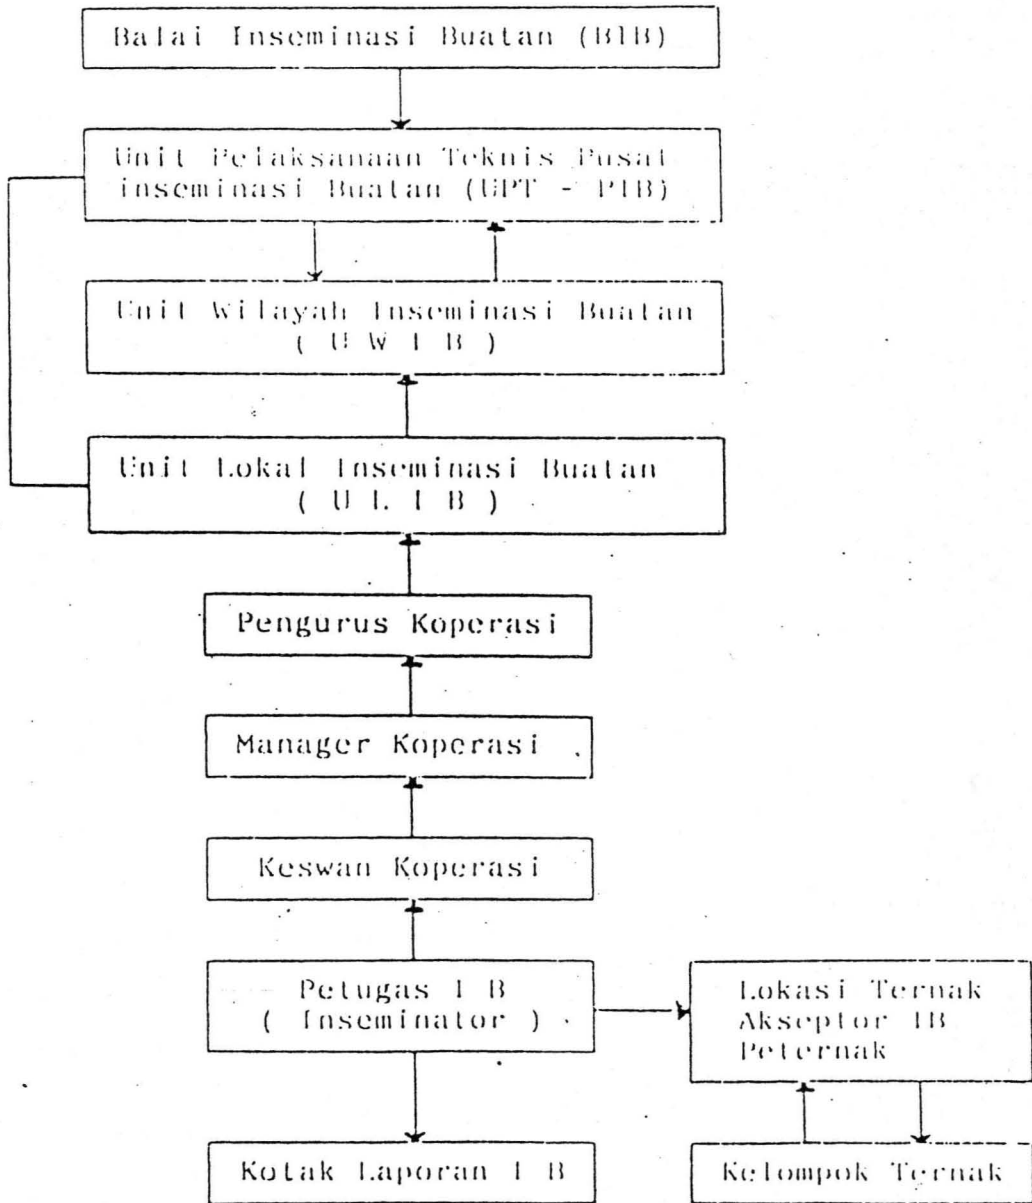 Balai Inseminasi Buatan (BIB)
Unit Pelaksanaan Teknis Pusat
inseminasi Buatan (UPT - PIB)
Unit Wilayah Inseminasi Buatan
( U W I B )
Unit Lokal Inseminasi Buatan
( U L I B )
Pengurus Koperasi
Manager Koperasi
Keswan Koperasi
Petugas I B
( Inseminator )
Lokasi Ternak
Akseptor IB
Peternak
Kotak Laporan I B
Kelompok Ternak